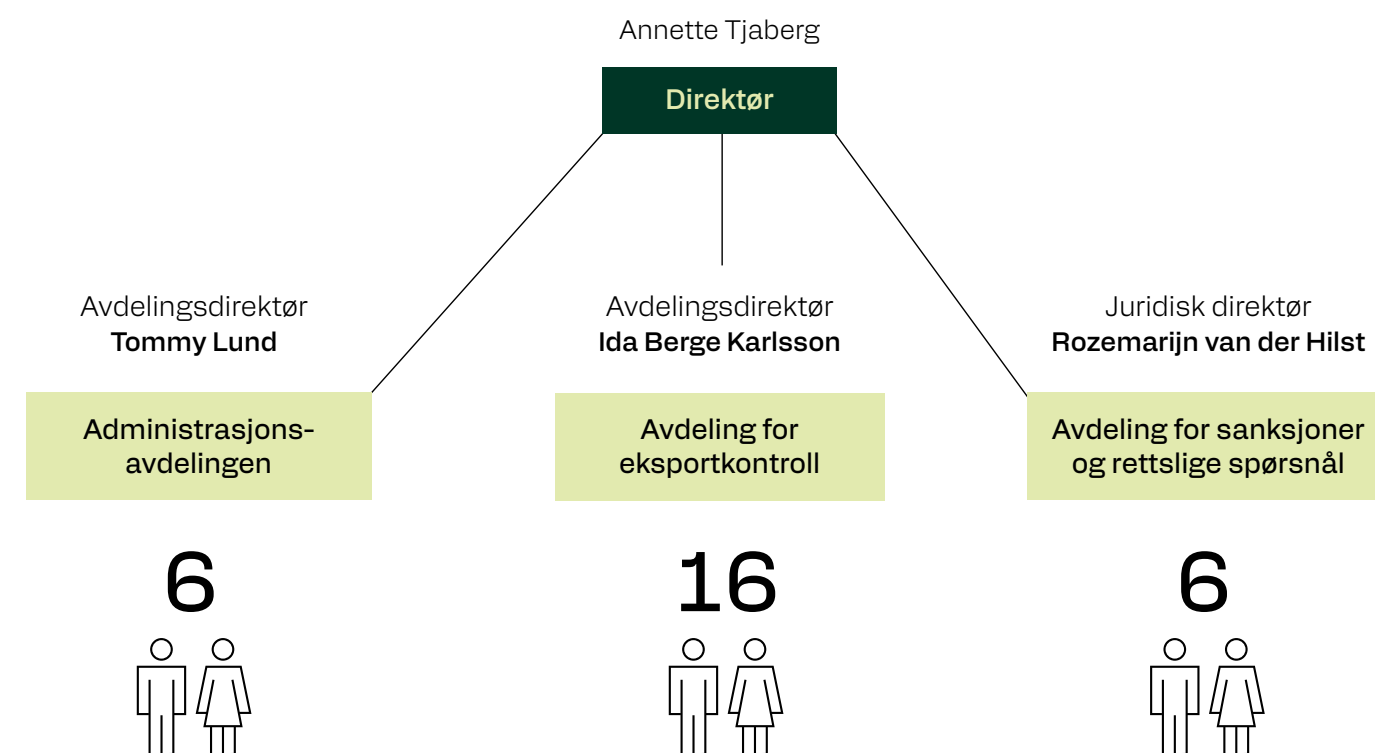 Annette Tjaberg
Direktør
Avdelingsdirektør
Tommy Lund
Administrasjons-
avdelingen
6
Avdelingsdirektør
Ida Berge Karlsson
Avdeling for
eksportkontroll
16
Juridisk direktør
Rozemarijn van der Hilst
Avdeling for sanksjoner
og rettslige spørsnål
6